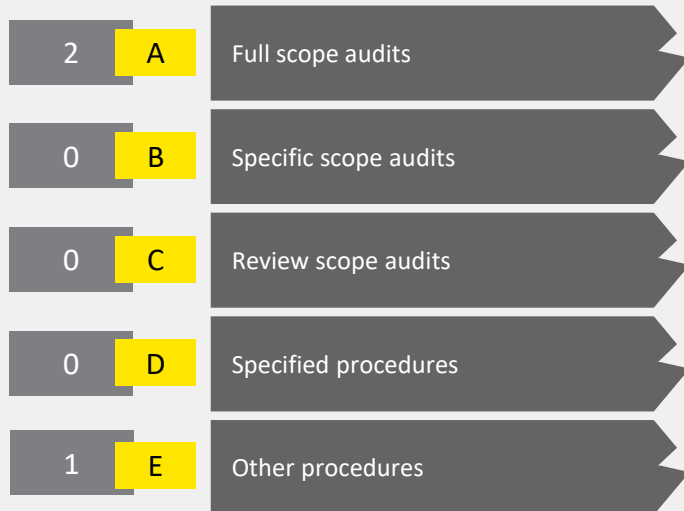 2 A Full scope audits
0 B Specific scope audits
0 C Review scope audits
0 D Specified procedures
1 E Other procedures